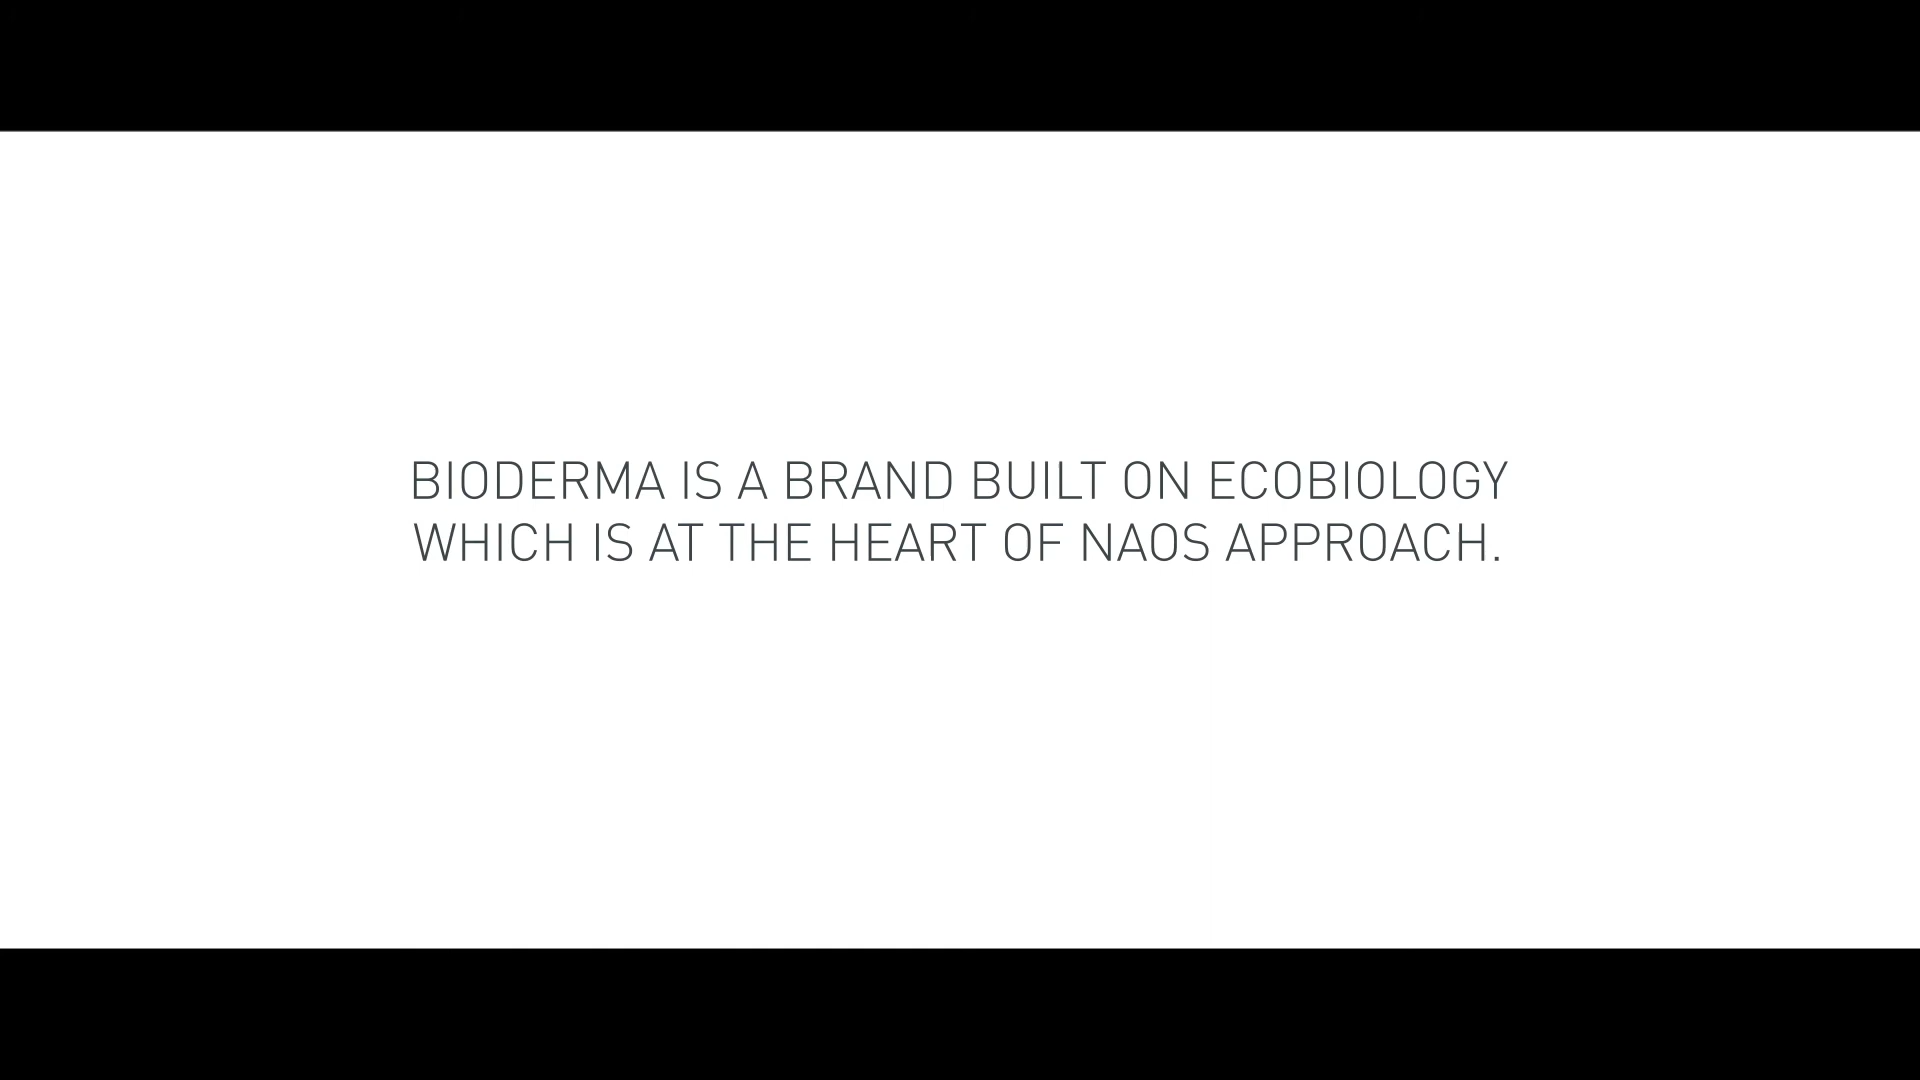 BIODERMA IS A BRAND BUILT ON ECOBIOLOGY
WHICH IS AT THE HEART OF NAOS APPROACH.